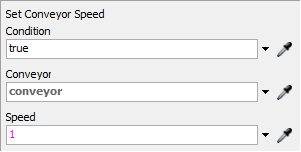 Set Conveyor Speed
Condition
true
Conveyor
conveyor
Speed
1